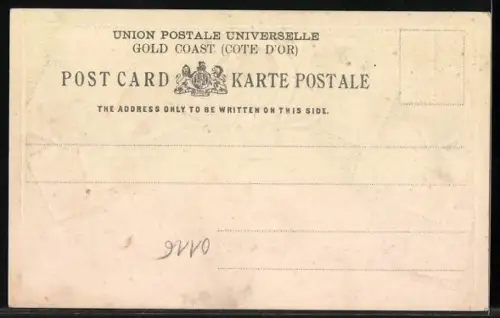 UNION POSTALE UNIVERSELLE
GOLD COAST (COTE D'OR)
POST CARD KARTE POSTALE
THE ADDRESS ONLY TO BE WRITTEN ON THIS SIDE.